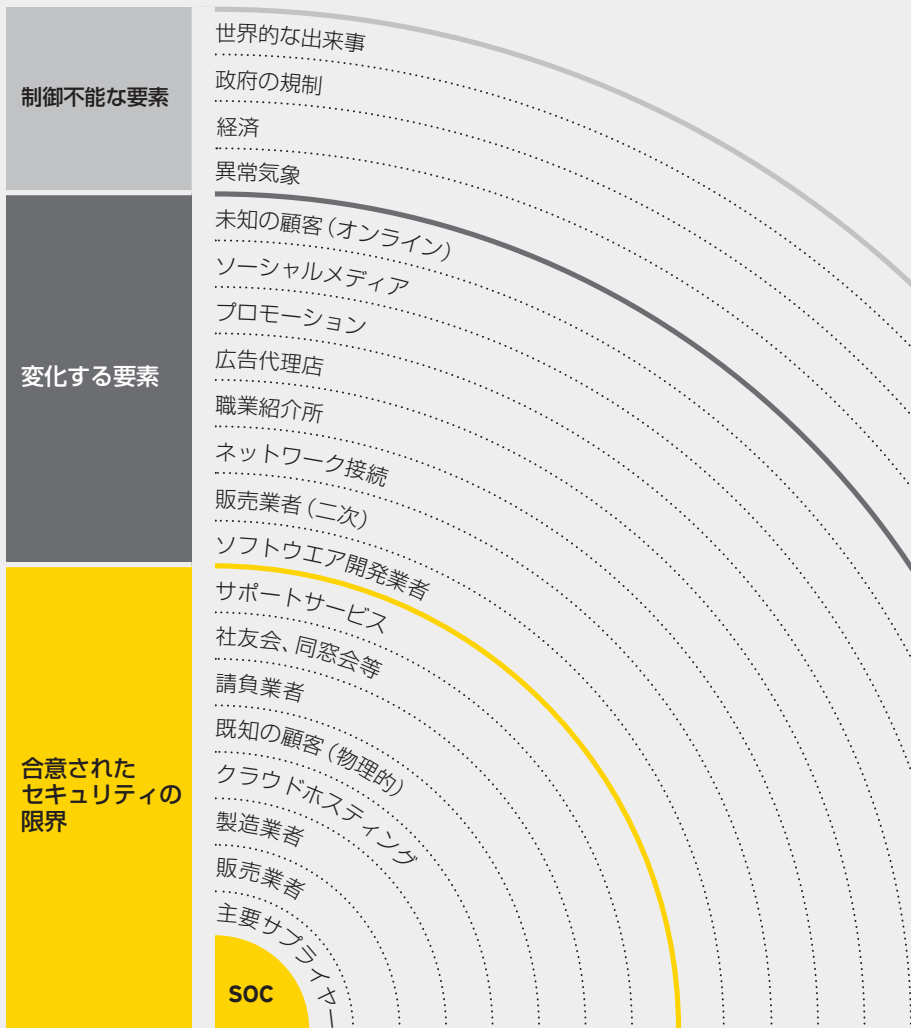 制御不能な要素
世界的な出来事
政府の規制
経済
異常気象
変化する要素
未知の顧客(オンライン)
ソーシャルメディア
プロモーション
広告代理店
職業紹介所
ネットワーク接続
販売業者(二次)
ソフトウエア開発業者
合意された
セキュリティの
限界
サポートサービス
社友会、同窓会等
請負業者
既知の顧客(物理的)
クラウドホスティング
製造業者
販売業者
主要サプライヤー
SOC